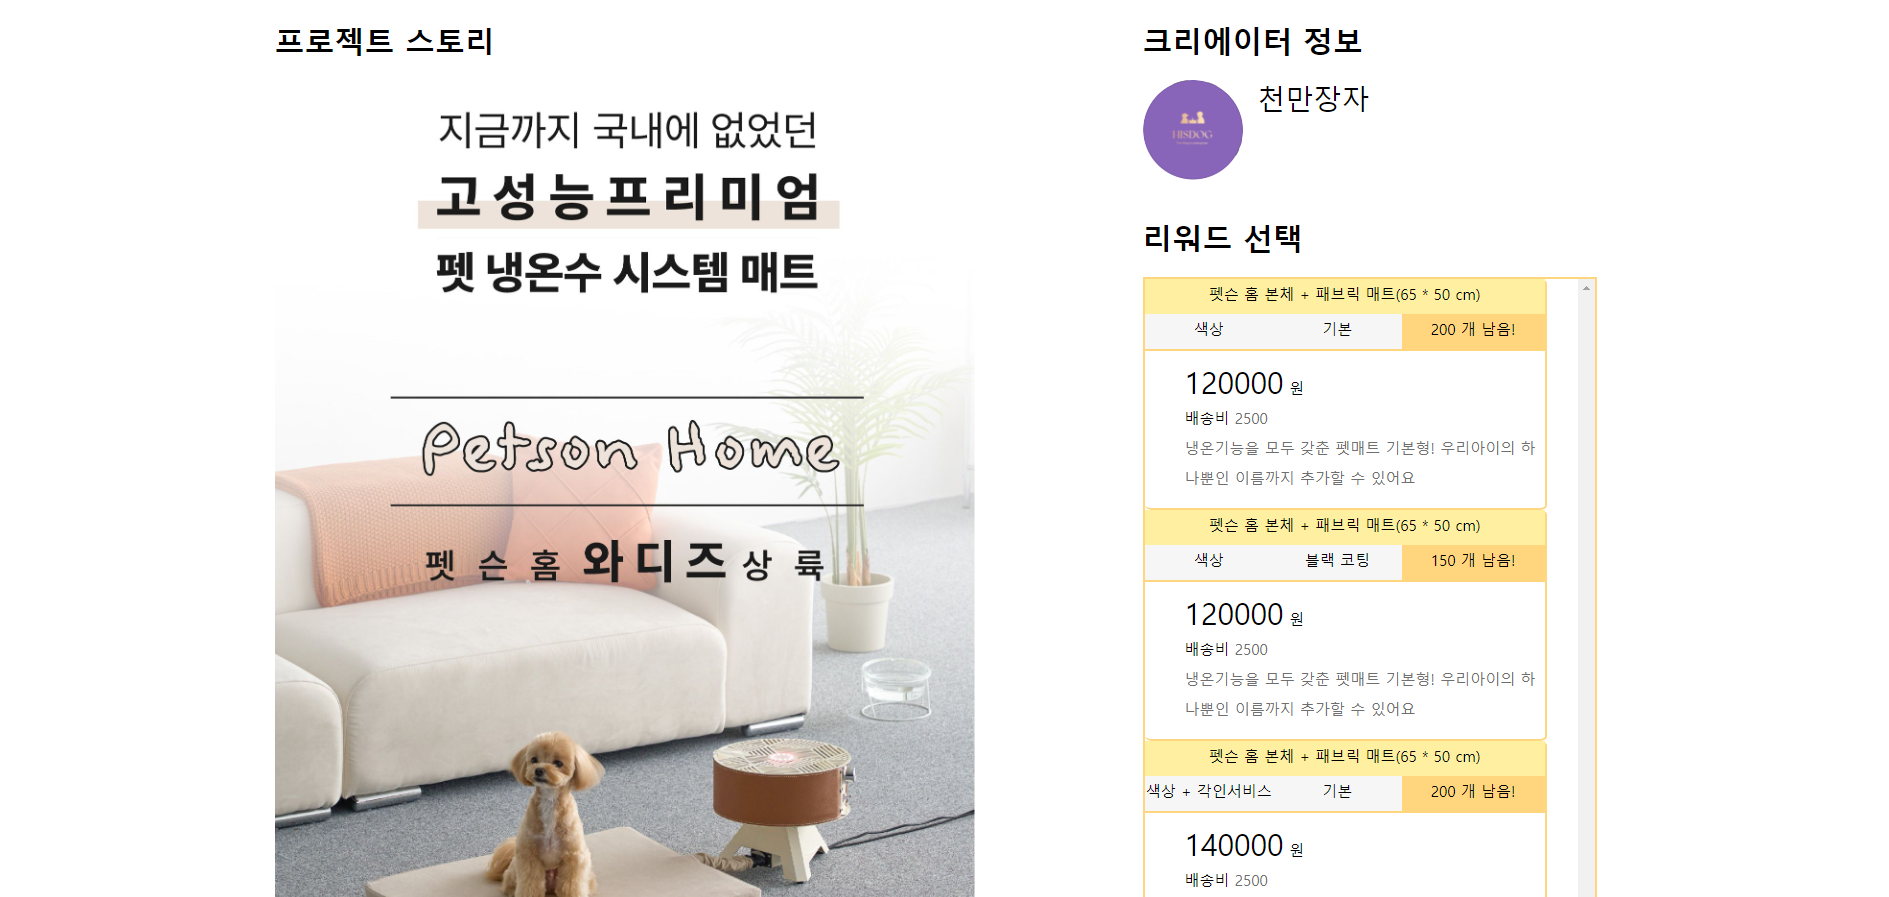 프로젝트 스토리
지금까지 국내에 없었던
고성능프리미엄
펫 냉온수 시스템 매트
Petson Home
펫슨홈 와디즈 상륙
크리에이터 정보
HISDOG
천만장자
리워드 선택
펫슨 홈 본체 + 패브릭 매트(65 * 50 cm)
색상 기본 200 개 남음!
120000 원
배송비 2500
냉온기능을 모두 갖춘 펫매트 기본형! 우리아이의 하
나뿐인 이름까지 추가할 수 있어요
펫슨 홈 본체 + 패브릭 매트(65 * 50 cm)
색상 블랙 코팅 150 개 남음!
120000 원
배송비 2500
냉온기능을 모두 갖춘 펫매트 기본형! 우리아이의 하
나뿐인 이름까지 추가할 수 있어요
펫슨 홈 본체 + 패브릭 매트(65 * 50 cm)
색상 + 각인서비스 기본 200 개 남음!
140000 원
배송비 2500